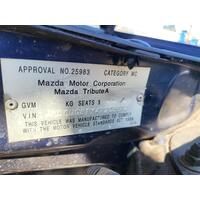 APPROVAL NO.25983 CATEGORY MC
Mazda Motor Corporation
Mazda Tribute
GVM KG SEATS 5
VIN
THIS VEHICLE WAS MANUFACTURED TO COMPLY
WITH THE MOTOR VEHICLE STANDARDS ACT 1989